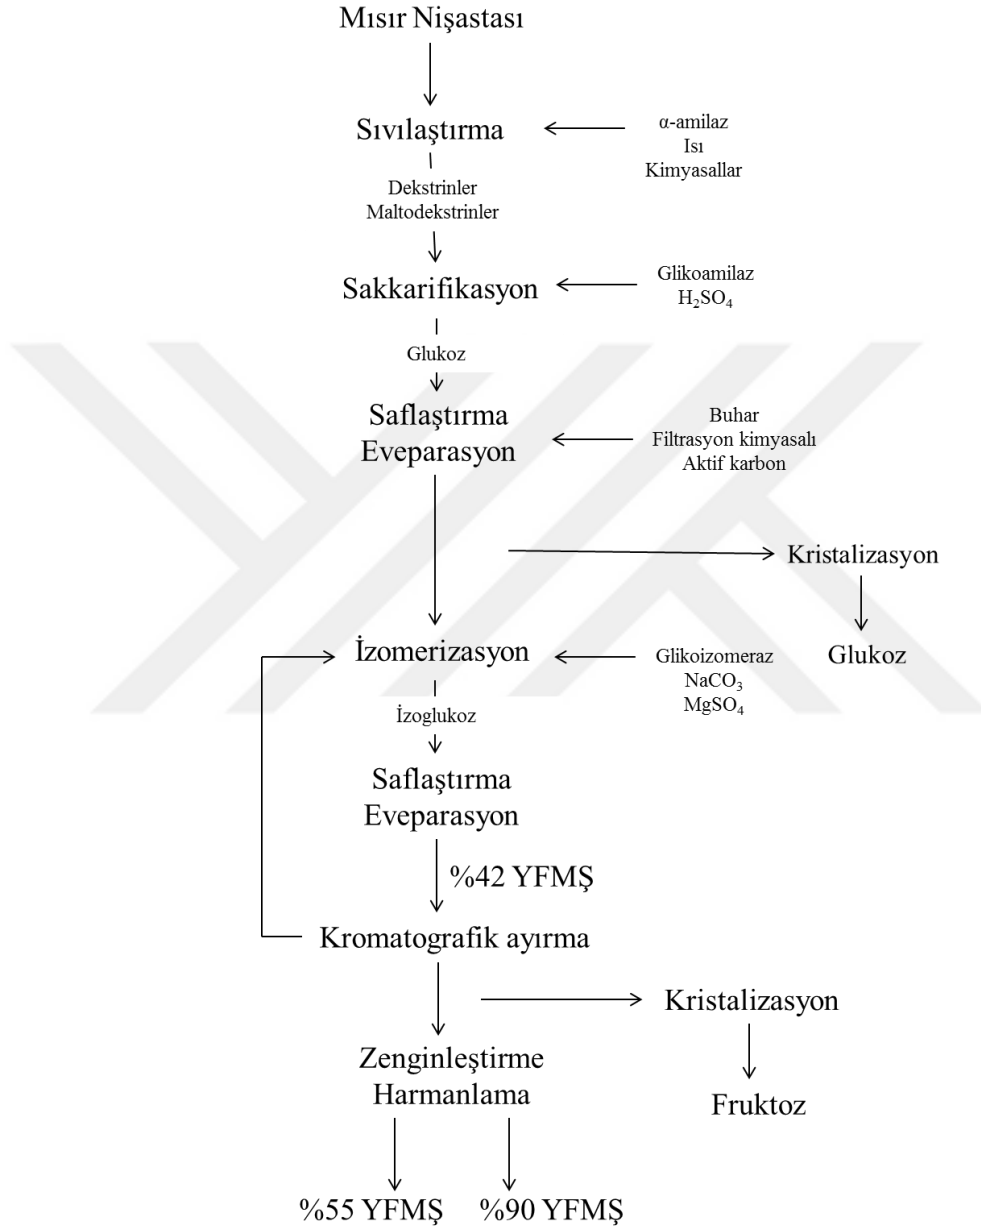 Mısır Nişastası
Sıvılaştırma
α-amilaz
Isı
Kimyasallar
Dekstrinler
Maltodekstrinler
Sakkarifikasyon
Glikoamilaz
H₂SO₄
Glukoz
Saflaştırma
Eveparasyon
Buhar
Filtrasyon kimyasalı
Aktif karbon
Kristalizasyon
Glukoz
İzomerizasyon
Glikoizomeraz
NaCO₃
MgSO₄
İzoglukoz
Saflaştırma
Eveparasyon
%42 YFMŞ
Kromatografik ayırma
Kristalizasyon
Fruktoz
Zenginleştirme
Harmanlama
%55 YFMŞ
%90 YFMŞ